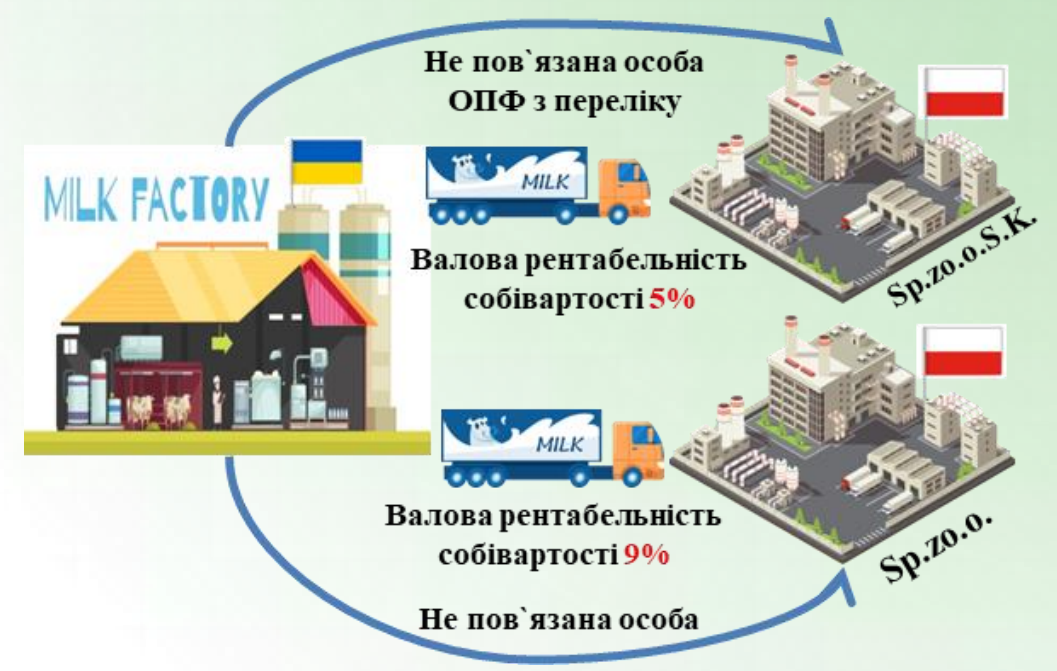 Не пов`язана особа
ОПФ з переліку
MILK FACTORY
MILK
Валова рентабельність
собівартості 5%
Sp.zo.o.S.K.
MILK
Валова рентабельність
собівартості 9%
Sp.zo.o.
Не пов`язана особа